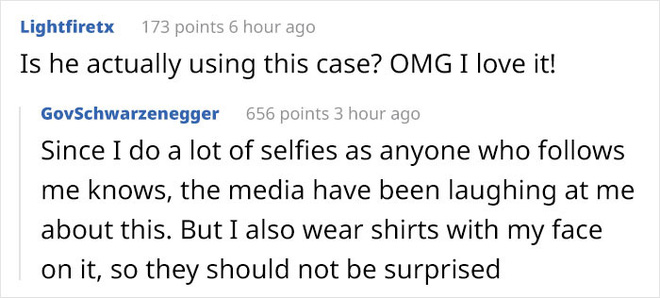 Lightfiretx 173 points 6 hour ago
Is he actually using this case? OMG I love it!
GovSchwarzenegger 656 points 3 hour ago
Since I do a lot of selfies as anyone who follows
me knows, the media have been laughing at me
about this. But I also wear shirts with my face
on it, so they should not be surprised